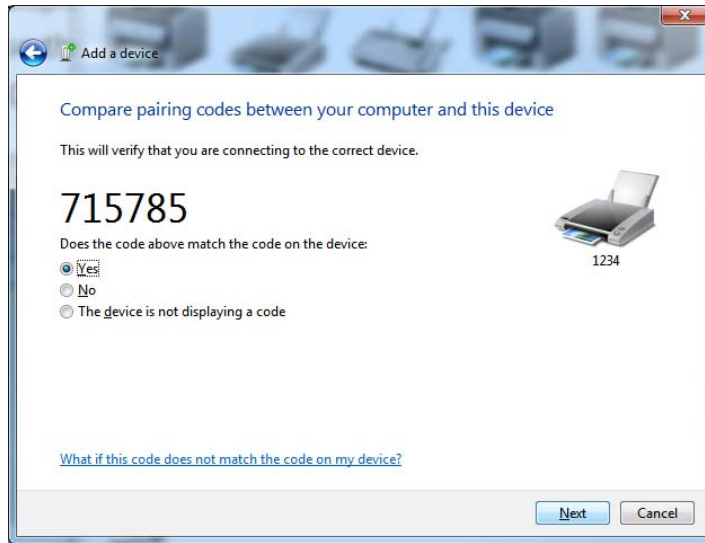 Add a device
Compare pairing codes between your computer and this device
This will verify that you are connecting to the correct device.
715785
Does the code above match the code on the device:
Yes
No
The device is not displaying a code
1234
What if this code does not match the code on my device?
Next
Cancel